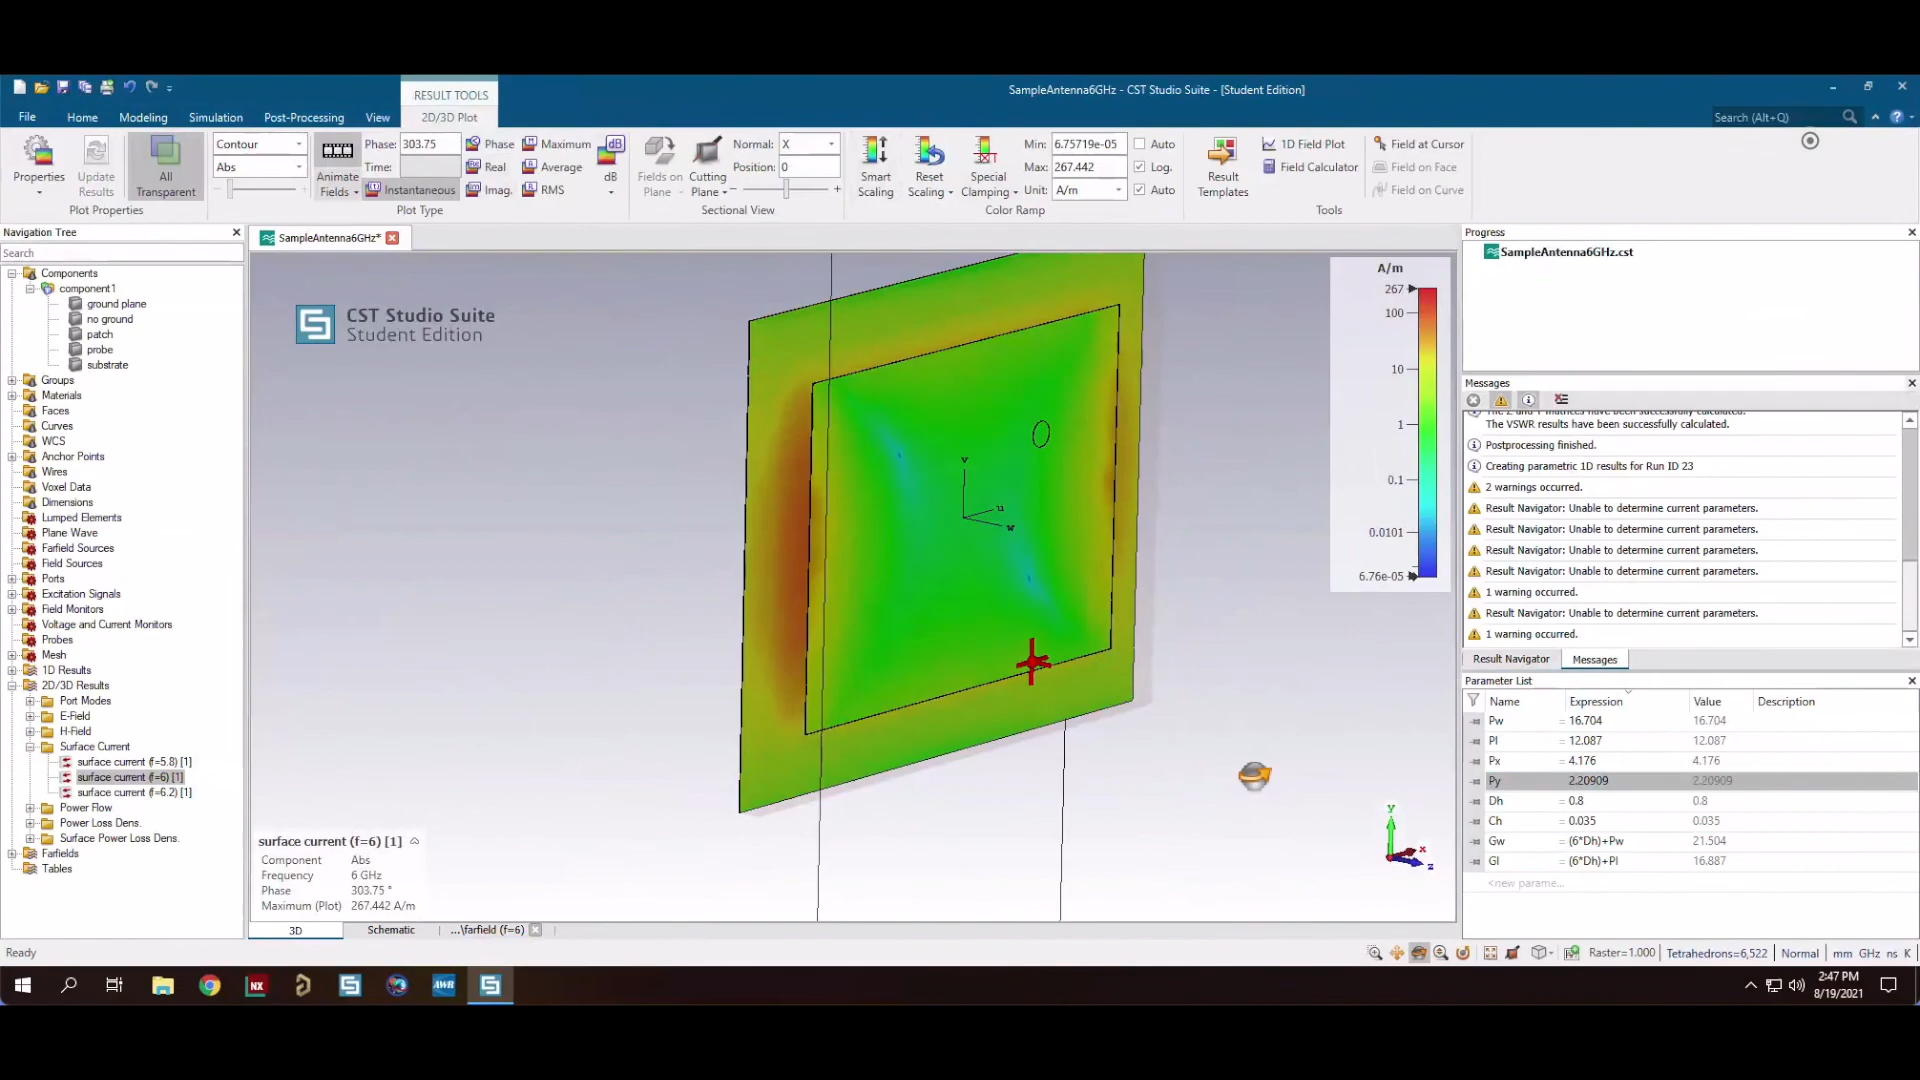 RESULT TOOLS
SampleAntenna6GHz - CST Studio Suite - [Student Edition]
File Home Modeling Simulation Post-Processing View 2D/3D Plot
Search (Alt+Q)
Properties
Update Results
All Transparent
Plot Properties
Contour
Abs
Animate Fields
Phase: 303.75
Time:
Instantaneous
Phase
Real
Imag.
Maximum
Average
RMS
dB
dB
Plot Type
Fields on Plane
Cutting Plane
Normal: X
Position: 0
Sectional View
Smart Scaling
Reset Scaling
Special Clamping
Min: 6.75719e-05 Auto
Max: 267.442 Log.
Unit: A/m Auto
Color Ramp
Result Templates
1D Field Plot
Field Calculator
Field at Cursor
Field on Face
Field on Curve
Tools
Navigation Tree
Search
Components
component1
ground plane
no ground
patch
probe
substrate
Groups
Materials
Faces
Curves
WCS
Anchor Points
Wires
Voxel Data
Dimensions
Lumped Elements
Plane Wave
Farfield Sources
Field Sources
Ports
Excitation Signals
Field Monitors
Voltage and Current Monitors
Probes
Mesh
1D Results
2D/3D Results
Port Modes
E-Field
H-Field
Surface Current
surface current (f=5.8) [1]
surface current (f=6) [1]
surface current (f=6.2) [1]
Power Flow
Power Loss Dens.
Surface Power Loss Dens.
Farfields
Tables
SampleAntenna6GHz*
CST Studio Suite
Student Edition
v
u
w
A/m
267
100
10
1
0.1
0.0101
6.76e-05
y
x
z
surface current (f=6) [1]
Component Abs
Frequency 6 GHz
Phase 303.75 °
Maximum (Plot) 267.442 A/m
3D Schematic ...\farfield (f=6)
Progress
SampleAntenna6GHz.cst
Messages
The Z and Y matrices have been successfully calculated.
The VSWR results have been successfully calculated.
Postprocessing finished.
Creating parametric 1D results for Run ID 23
2 warnings occurred.
Result Navigator: Unable to determine current parameters.
Result Navigator: Unable to determine current parameters.
Result Navigator: Unable to determine current parameters.
Result Navigator: Unable to determine current parameters.
1 warning occurred.
Result Navigator: Unable to determine current parameters.
1 warning occurred.
Result Navigator Messages
Parameter List
Name Expression Value Description
Pw = 16.704 16.704
Pl = 12.087 12.087
Px = 4.176 4.176
Py = 2.20909 2.20909
Dh = 0.8 0.8
Ch = 0.035 0.035
Gw = (6*Dh)+Pw 21.504
Gl = (6*Dh)+Pl 16.887
<new parame...
Ready
Raster=1.000 Tetrahedrons=6,522 Normal mm GHz ns K
NX
AWR
2:47 PM
8/19/2021